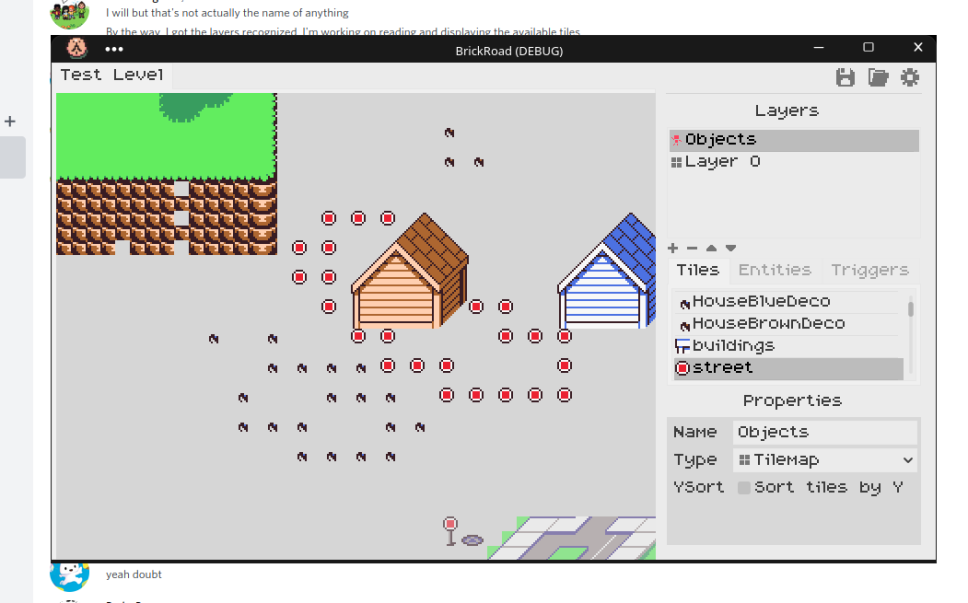 I will but that's not actually the name of anything
By the way, I got the layers recognized. I'm working on reading and displaying the available tiles
BrickRoad (DEBUG)
Test Level
Layers
Objects
Layer 0
Tiles Entities Triggers
HouseBlueDeco
HouseBrownDeco
buildings
street
Properties
Name Objects
Type TileMap
YSort Sort tiles by Y
yeah doubt